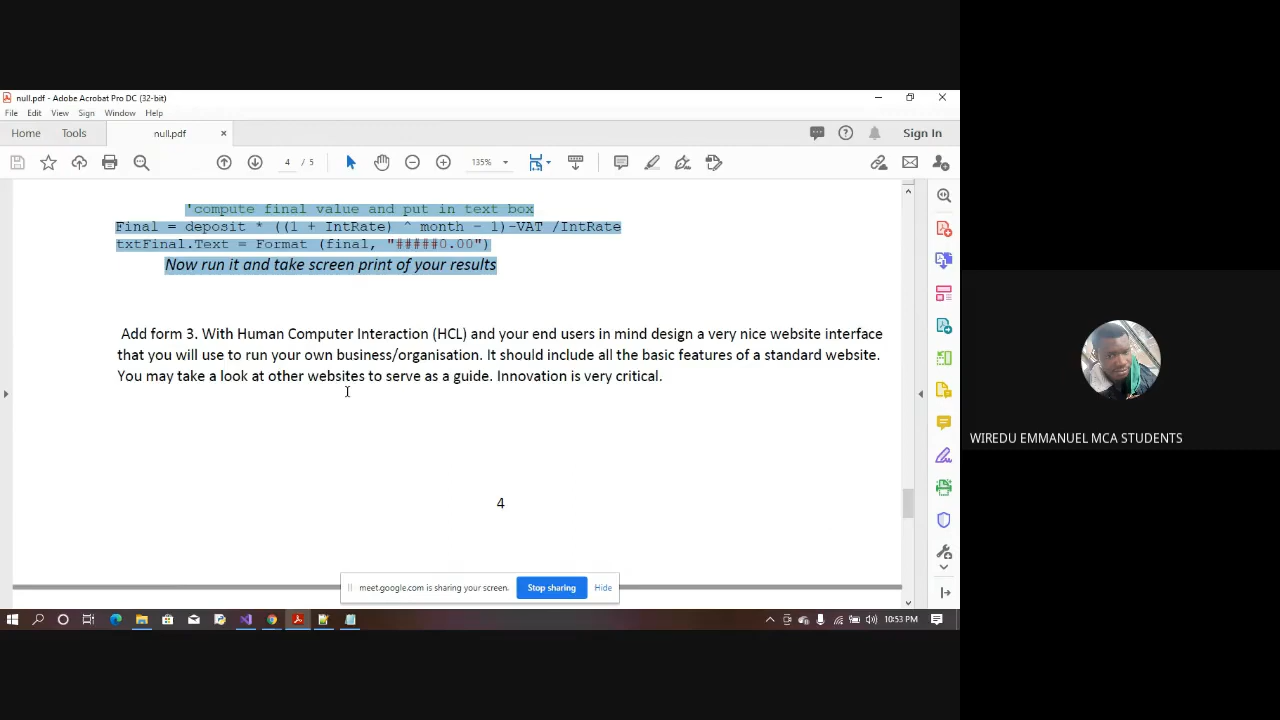 null.pdf - Adobe Acrobat Pro DC (32-bit)
File Edit View Sign Window Help
Home Tools null.pdf × Sign In
4 / 5 135%
'compute final value and put in text box
Final = deposit * ((1 + IntRate) ^ month - 1)-VAT /IntRate
txtFinal.Text = Format (final, "#####0.00")
Now run it and take screen print of your results
Add form 3. With Human Computer Interaction (HCL) and your end users in mind design a very nice website interface
that you will use to run your own business/organisation. It should include all the basic features of a standard website.
You may take a look at other websites to serve as a guide. Innovation is very critical.
4
meet.google.com is sharing your screen. Stop sharing Hide
10:53 PM
WIREDU EMMANUEL MCA STUDENTS